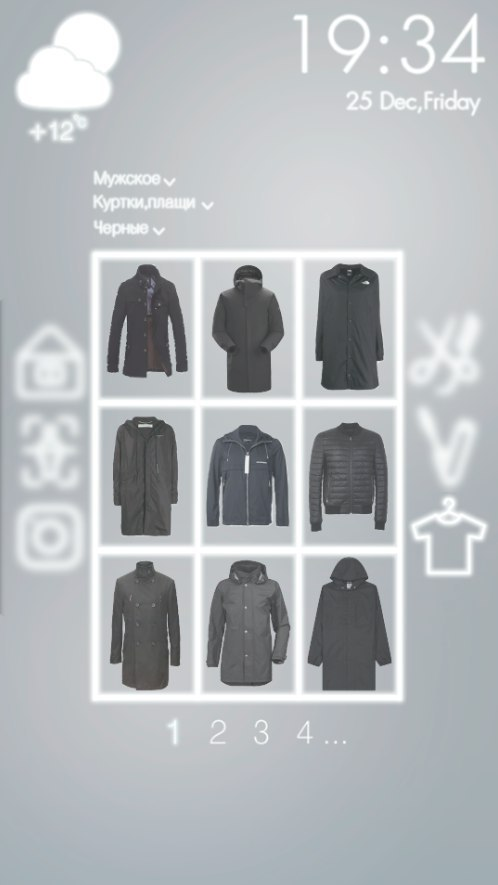 19:34
25 Dec,Friday
+12°
Мужское
Куртки,плащи
Черные
1 2 3 4...